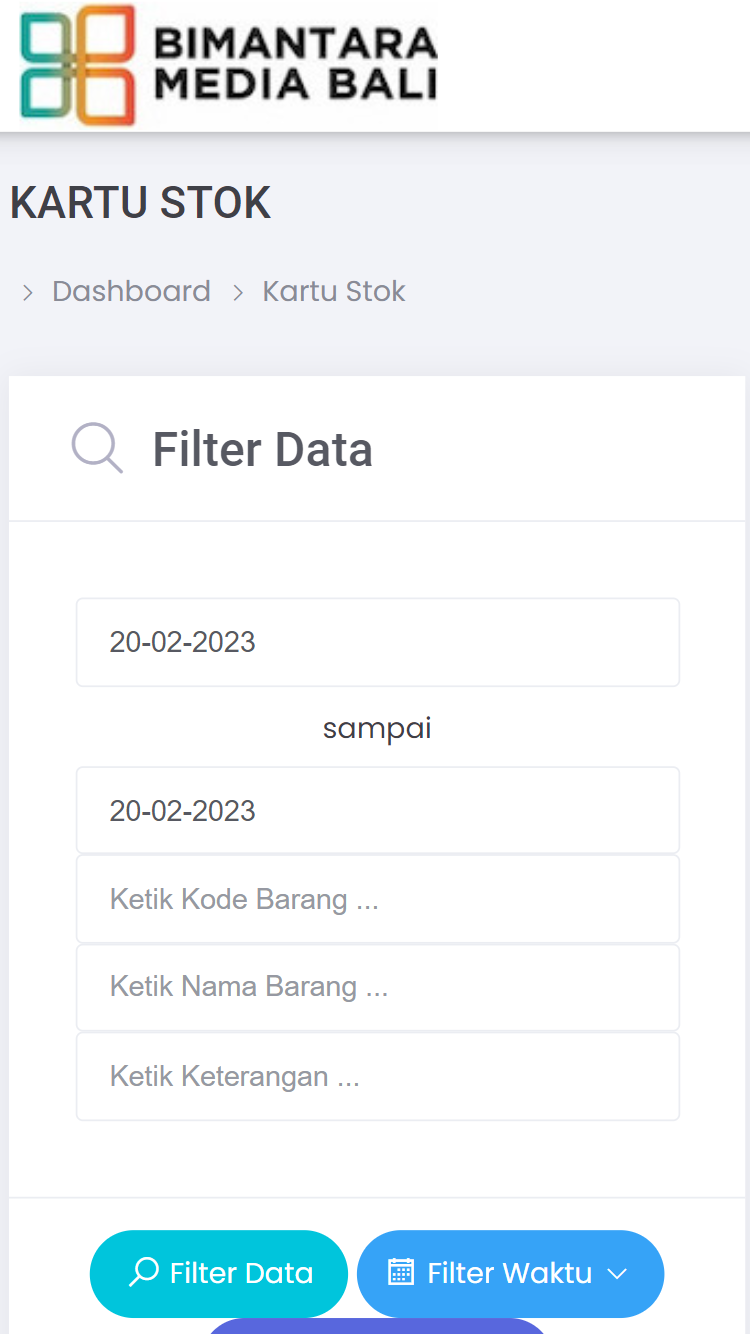 BIMANTARA
MEDIA BALI
KARTU STOK
Dashboard Kartu Stok
Filter Data
20-02-2023
sampai
20-02-2023
Ketik Kode Barang ...
Ketik Nama Barang ...
Ketik Keterangan ...
Filter Data Filter Waktu